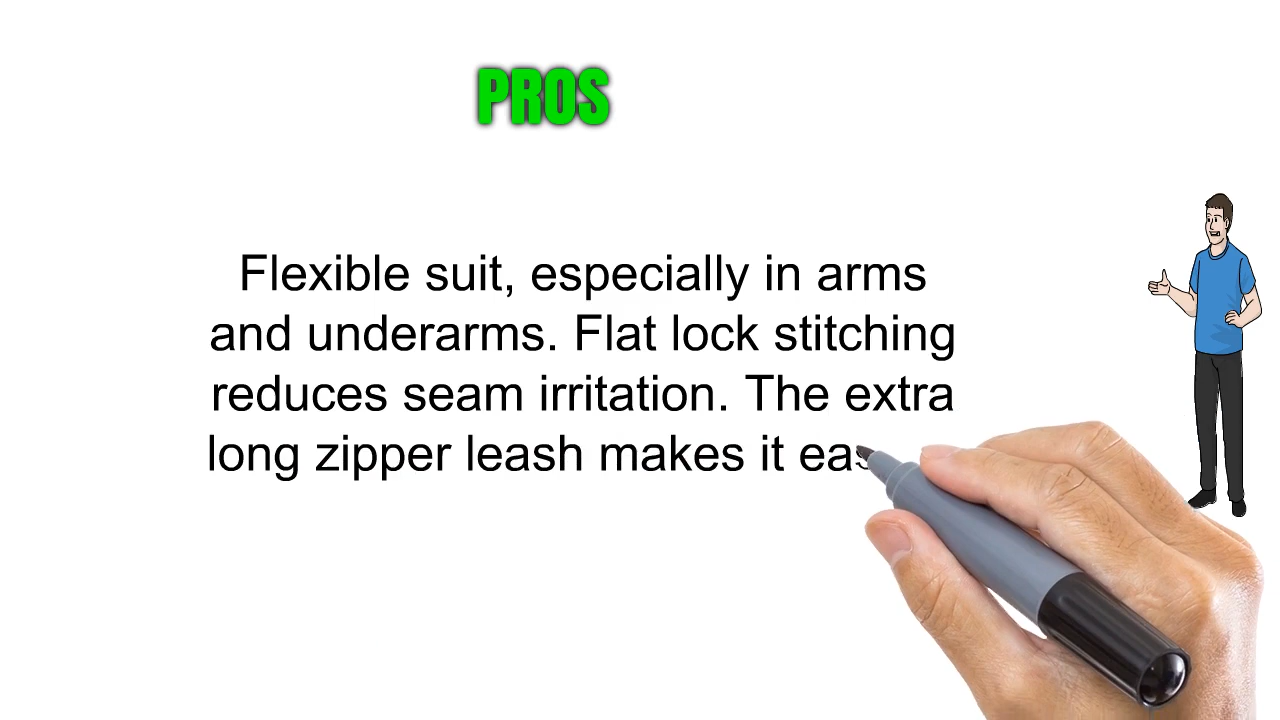 PROS
Flexible suit, especially in arms
and underarms. Flat lock stitching
reduces seam irritation. The extra
long zipper leash makes it